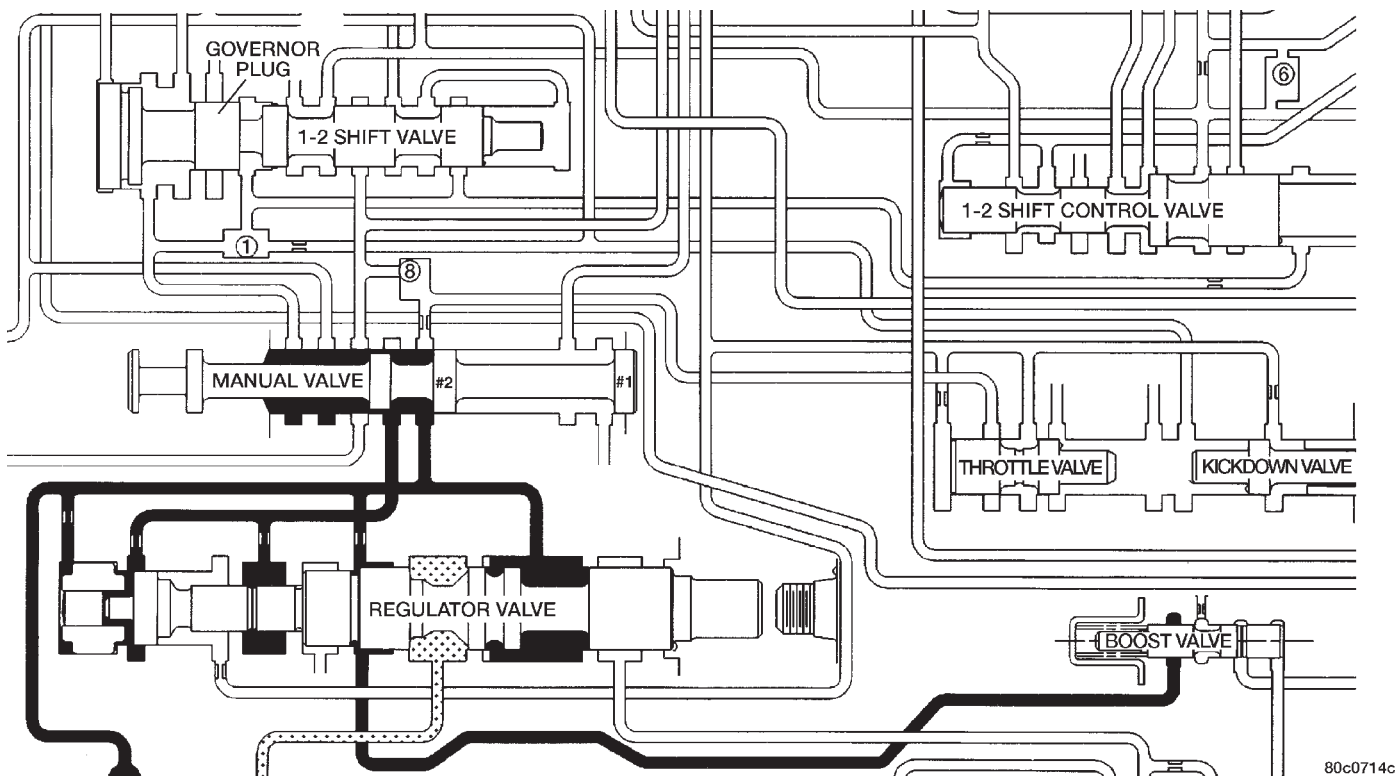 GOVERNOR
PLUG
6
1-2 SHIFT VALVE
1-2 SHIFT CONTROL VALVE
1
8
MANUAL VALVE
#2
#1
THROTTLE VALVE
KICKDOWN VALVE
REGULATOR VALVE
BOOST VALVE
80c0714c